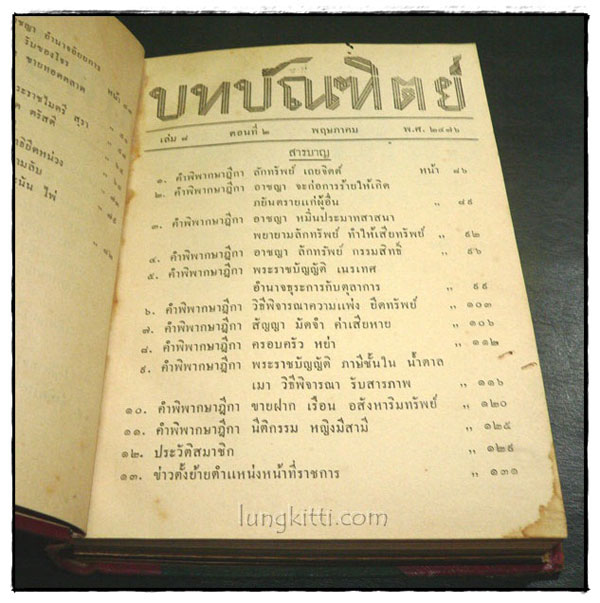 บทบัณฑิตย์
เล่ม ๘ ตอนที่ ๒ พฤษภาคม พ.ศ. ๒๔๗๖
สารบาญ
๑. คำพิพากษาฎีกา ลักทรัพย์ เถยจิตต์ หน้า ๘๖
๒. คำพิพากษาฎีกา อาชญา จะก่อการร้ายให้เกิด
ภยันตรายแก่ผู้อื่น ,, ๘๙
๓. คำพิพากษาฎีกา อาชญา หมิ่นประมาทสาสนา
พยายามลักทรัพย์ ทำให้เสียทรัพย์ ,, ๙๒
๔. คำพิพากษาฎีกา อาชญา ลักทรัพย์ กรรมสิทธิ์ ,, ๙๖
๕. คำพิพากษาฎีกา พระราชบัญญัติ เนรเทศ
อำนาจธุระการกับตุลาการ ,, ๙๙
๖. คำพิพากษาฎีกา วิธีพิจารณาความแพ่ง ยึดทรัพย์ ,, ๑๐๓
๗. คำพิพากษาฎีกา สัญญา มัดจำ ค่าเสียหาย ,, ๑๐๖
๘. คำพิพากษาฎีกา ครอบครัว หย่า ,, ๑๑๒
๙. คำพิพากษาฎีกา พระราชบัญญัติ ภาษีชั้นใน น้ำตาล
เมา วิธีพิจารณา รับสารภาพ ,, ๑๑๖
๑๐. คำพิพากษาฎีกา ขายฝาก เรือน อสังหาริมทรัพย์ ,, ๑๒๐
๑๑. คำพิพากษาฎีกา นีติกรรม หญิงมีสามี ,, ๑๒๕
๑๒. ประวัติสมาชิก ,, ๑๒๙
๑๓. ข่าวตั้งย้ายตำแหน่งหน้าที่ราชการ ,, ๑๓๑
lungkitti.com